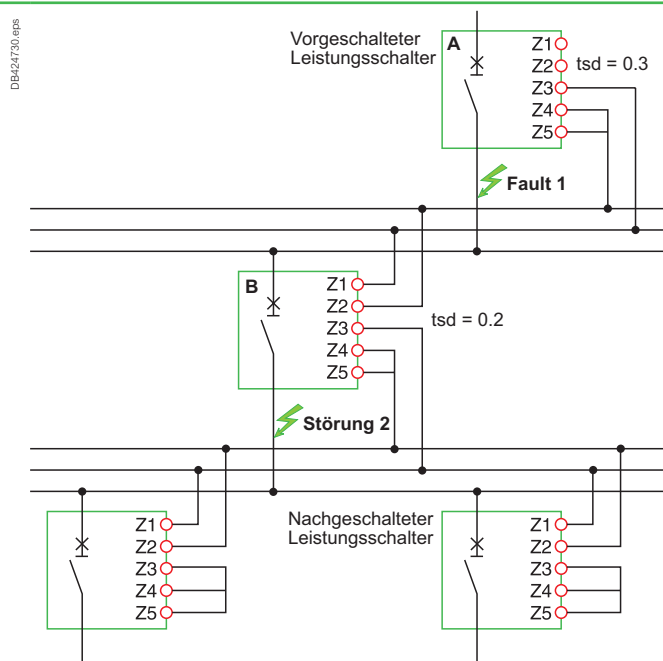 DB424730.eps
Vorgeschalteter
Leistungsschalter
A
Z1
Z2
Z3
Z4
Z5
tsd = 0.3
Fault 1
B
Z1
Z2
Z3
Z4
Z5
tsd = 0.2
Störung 2
Z1
Z2
Z3
Z4
Z5
Nachgeschalteter
Leistungsschalter
Z1
Z2
Z3
Z4
Z5